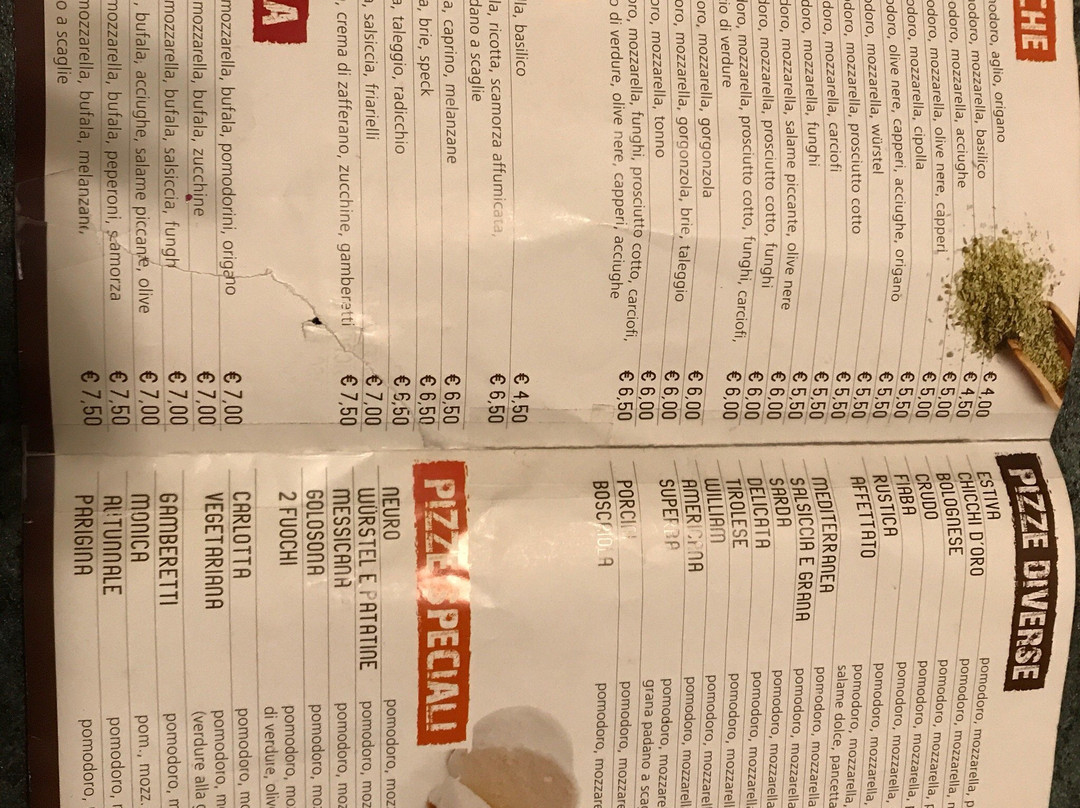 CHE
odoro, aglio, origano € 4,00
odoro, mozzarella, basilico € 4,50
odoro, mozzarella, acciughe € 5,00
odoro, mozzarella, olive nere, capperi € 5,00
odoro, mozzarella, cipolla € 5,50
odoro, olive nere, capperi, acciughe, origano € 5,50
odoro, mozzarella, würstel € 5,50
odoro, mozzarella, prosciutto cotto € 5,50
odoro, mozzarella, carciofi € 5,50
doro, mozzarella, funghi € 5,50
doro, mozzarella, salame piccante, olive nere € 6,00
doro, mozzarella, prosciutto cotto, funghi € 6,00
doro, mozzarella, prosciutto cotto, funghi, carciofi, € 6,00
io di verdure
oro, mozzarella, gorgonzola € 6,00
oro, mozzarella, gorgonzola, brie, taleggio € 6,00
oro, mozzarella, tonno € 6,00
oro, mozzarella, funghi, prosciutto cotto, carciofi, € 6,50
o di verdure, olive nere, capperi, acciughe
la, basilico € 4,50
la, ricotta, scamorza affumicata, € 6,50
dano a scaglie
a, caprino, melanzane € 6,50
a, brie, speck € 6,50
a, taleggio, radicchio € 6,50
a, salsiccia, friarielli € 7,00
, crema di zafferano, zucchine, gamberetti € 7,50
A
mozzarella, bufala, pomodorini, origano € 7,00
mozzarella, bufala, zucchine € 7,00
mozzarella, bufala, salsiccia, fungh € 7,00
, bufala, acciughe, salame piccante, olive € 7,00
mozzarella, bufala, peperoni, scamorza € 7,50
mozzarella, bufala, melanzane, € 7,50
o a scaglie
PIZZE DIVERSE
ESTIVA pomodoro, mozzarella, p
CHICCHI D'ORO pomodoro, mozzarella,
BOLOGNESE pomodoro, mozzarella,
CRUDO pomodoro, mozzarella,
FIABA pomodoro, mozzarella,
RUSTICA pomodoro, mozzarella,
AFFETTATO pomodoro, mozzarella,
salame dolce, pancetta
MEDITERRANEA pomodoro, mozzarella
SALSICCIA E GRANA pomodoro, mozzarella
SARDA pomodoro, mozzarella
DELICATA pomodoro, mozzarell
TIROLESE pomodoro, mozzarell
WILLIAM pomodoro, mozzarell
AMERICANA pomodoro, mozzarell
SUPERBA pomodoro, mozzare
grana padano a sca
PORCINI pomodoro, mozzare
BOSCAIOLA pomodoro, mozzare
PIZZE SPECIALI
NEURO pomodoro, moz
WÜRSTEL E PATATINE pomodoro, moz
MESSICANA pomodoro, mo
GOLOSONA pomodoro, mo
2 FUOCHI pomodoro, mo
di verdure, oliv
CARLOTTA pomodoro, mo
VEGETARIANA pomodoro, m
(verdure alla g
GAMBERETTI pomodoro, m
MONICA pom., mozz.
AUTUNNALE pomodoro, r
PARIGINA pomodoro,